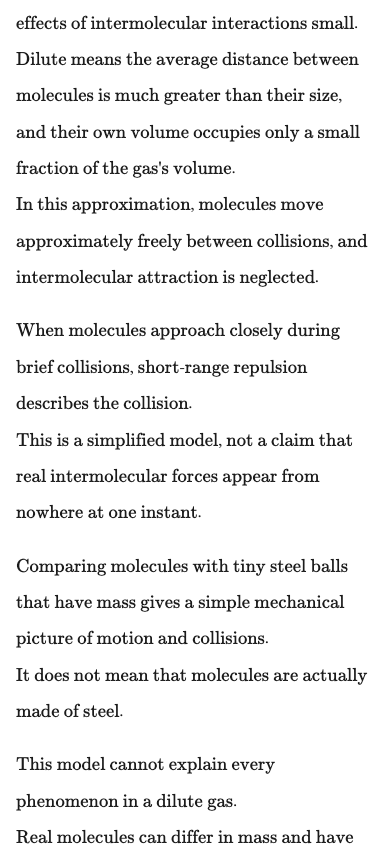 effects of intermolecular interactions small.
Dilute means the average distance between
molecules is much greater than their size,
and their own volume occupies only a small
fraction of the gas's volume.
In this approximation, molecules move
approximately freely between collisions, and
intermolecular attraction is neglected.
When molecules approach closely during
brief collisions, short-range repulsion
describes the collision.
This is a simplified model, not a claim that
real intermolecular forces appear from
nowhere at one instant.
Comparing molecules with tiny steel balls
that have mass gives a simple mechanical
picture of motion and collisions.
It does not mean that molecules are actually
made of steel.
This model cannot explain every
phenomenon in a dilute gas.
Real molecules can differ in mass and have